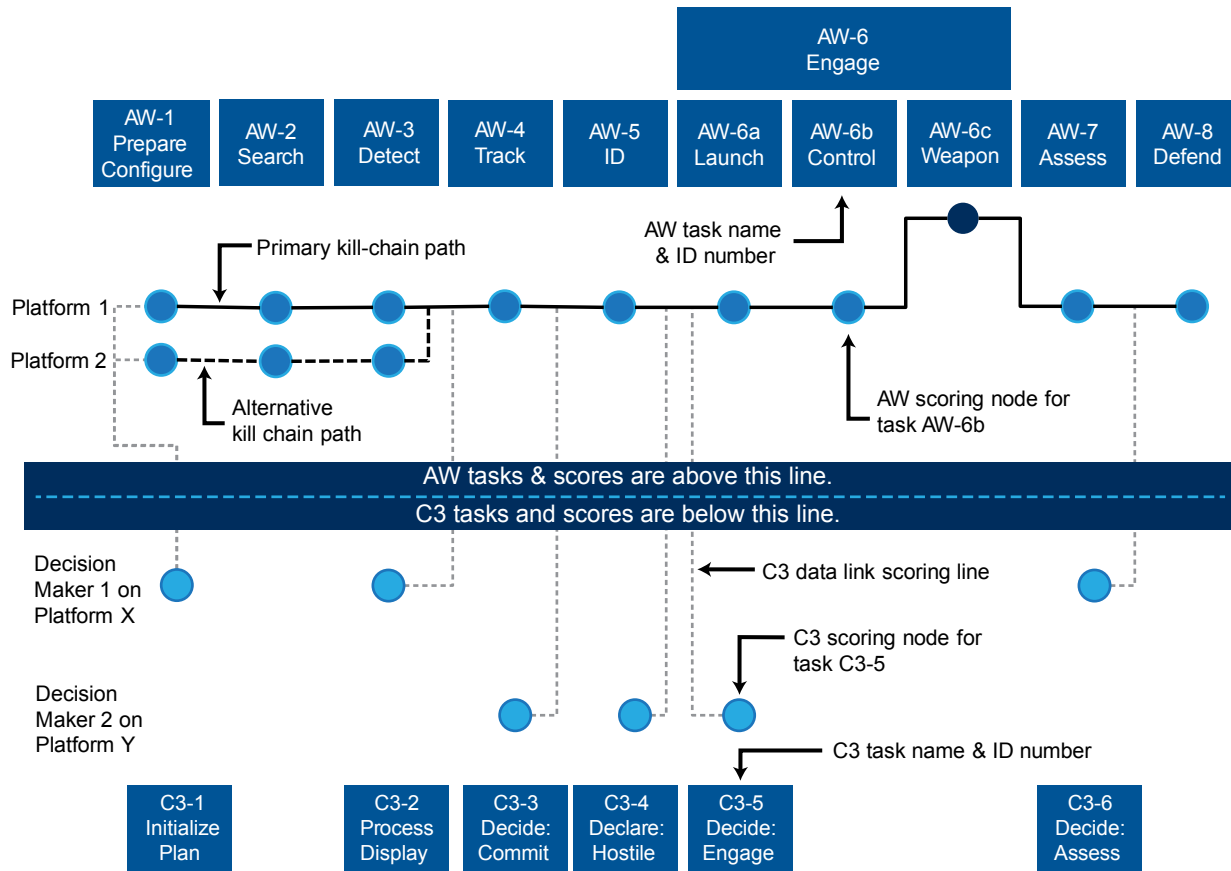 AW-6
Engage
AW-1
Prepare
Configure
AW-2
Search
AW-3
Detect
AW-4
Track
AW-5
ID
AW-6a
Launch
AW-6b
Control
AW-6c
Weapon
AW-7
Assess
AW-8
Defend
AW task name
& ID number
Primary kill-chain path
Platform 1
Platform 2
Alternative
kill chain path
AW scoring node for
task AW-6b
AW tasks & scores are above this line.
C3 tasks and scores are below this line.
Decision
Maker 1 on
Platform X
C3 data link scoring line
C3 scoring node for
task C3-5
Decision
Maker 2 on
Platform Y
C3 task name & ID number
C3-1
Initialize
Plan
C3-2
Process
Display
C3-3
Decide:
Commit
C3-4
Declare:
Hostile
C3-5
Decide:
Engage
C3-6
Decide:
Assess